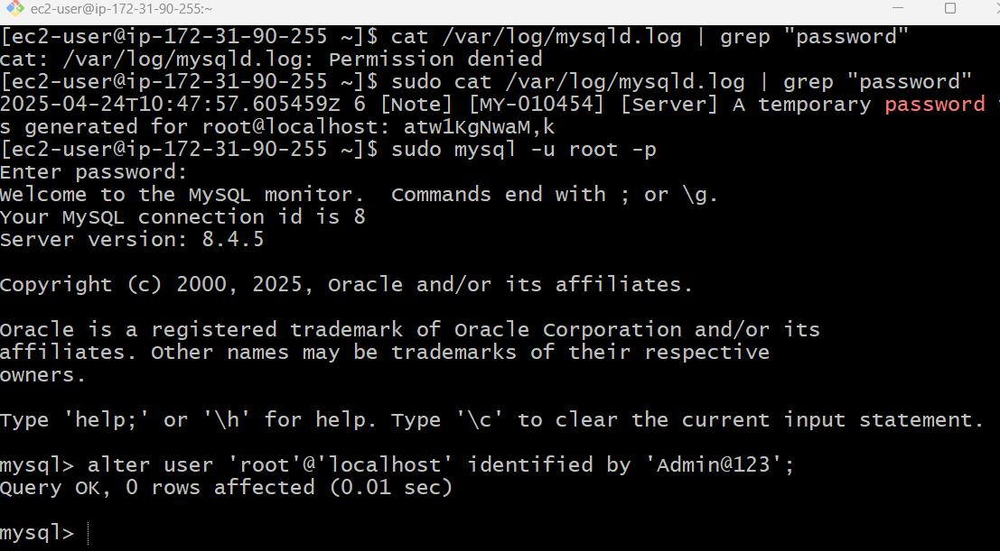 ec2-user@ip-172-31-90-255:~
[ec2-user@ip-172-31-90-255 ~]$ cat /var/log/mysqld.log | grep "password"
cat: /var/log/mysqld.log: Permission denied
[ec2-user@ip-172-31-90-255 ~]$ sudo cat /var/log/mysqld.log | grep "password"
2025-04-24T10:47:57.605459Z 6 [Note] [MY-010454] [Server] A temporary password
s generated for root@localhost: atw1KgNwaM,k
[ec2-user@ip-172-31-90-255 ~]$ sudo mysql -u root -p
Enter password:
Welcome to the MySQL monitor.  Commands end with ; or \g.
Your MySQL connection id is 8
Server version: 8.4.5
Copyright (c) 2000, 2025, Oracle and/or its affiliates.
Oracle is a registered trademark of Oracle Corporation and/or its
affiliates. Other names may be trademarks of their respective
owners.
Type 'help;' or '\h' for help. Type '\c' to clear the current input statement.
mysql> alter user 'root'@'localhost' identified by 'Admin@123';
Query OK, 0 rows affected (0.01 sec)
mysql>